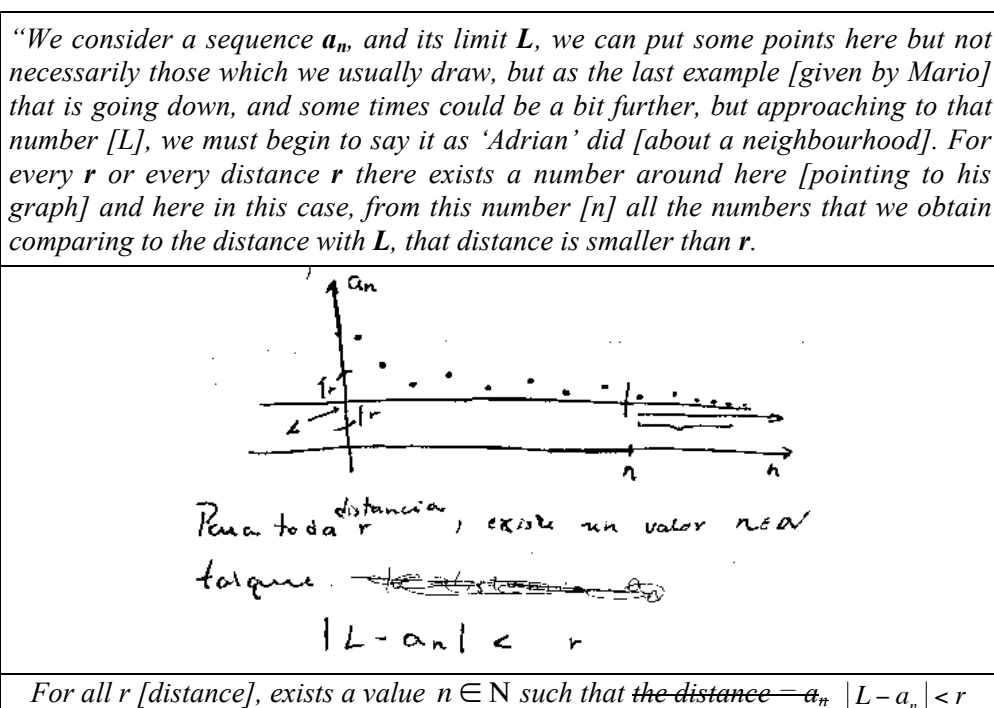 “We consider a sequence aₙ, and its limit L, we can put some points here but not
necessarily those which we usually draw, but as the last example [given by Mario]
that is going down, and some times could be a bit further, but approaching to that
number [L], we must begin to say it as ‘Adrian’ did [about a neighbourhood]. For
every r or every distance r there exists a number around here [pointing to his
graph] and here in this case, from this number [n] all the numbers that we obtain
comparing to the distance with L, that distance is smaller than r.
aₙ
r
L
r
n n
distancia
Para toda r, existe un valor n∈N
talque
|L - aₙ| < r
For all r [distance], exists a value n ∈ N such that the distance = aₙ |L − aₙ| < r